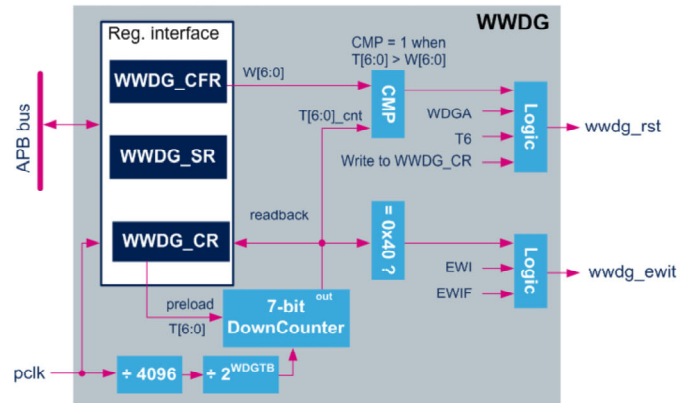 WWDG
Reg. interface
CMP = 1 when
T[6:0] > W[6:0]
WWDG_CFR
W[6:0]
CMP
T[6:0]_cnt
WDGA
T6
Write to WWDG_CR
Logic
wwdg_rst
APB bus
WWDG_SR
readback
WWDG_CR
= 0x40 ?
EWI
EWIF
Logic
wwdg_ewit
preload
T[6:0]
7-bit out
DownCounter
pclk
÷ 4096
÷ 2WDGTB